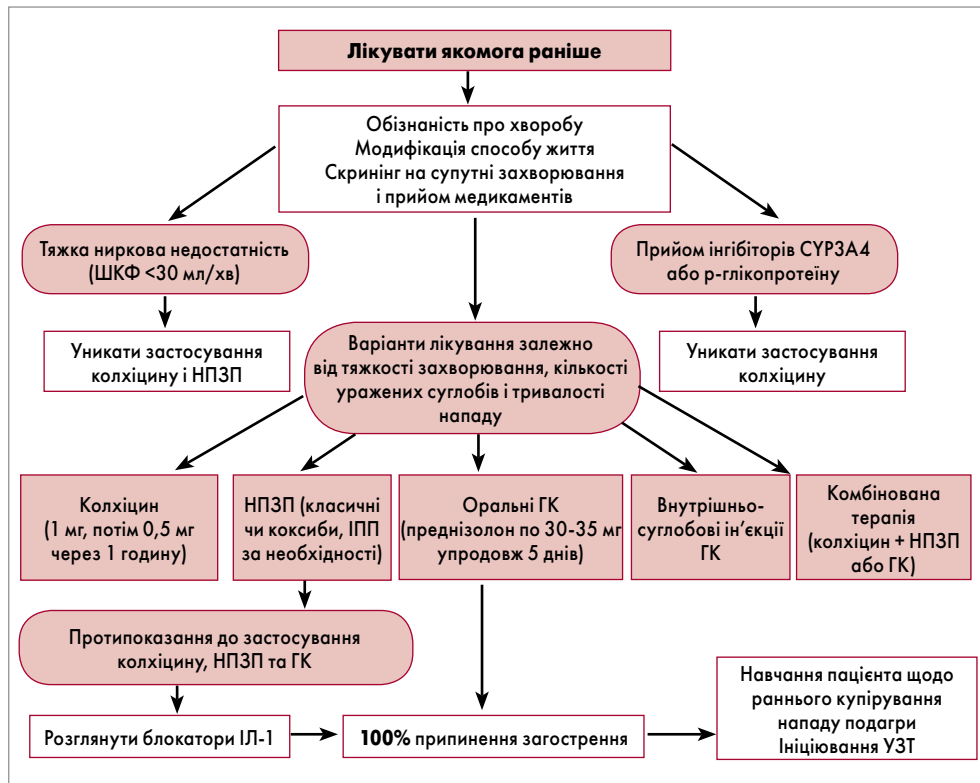 Лікувати якомога раніше
Обізнаність про хворобу
Модифікація способу життя
Скринінг на супутні захворювання
і прийом медикаментів
Тяжка ниркова недостатність
(ШКФ <30 мл/хв)
Прийом інгібіторів CYP3A4
або р-глікопротеїну
Уникати застосування
колхіцину і НПЗП
Варіанти лікування залежно
від тяжкості захворювання, кількості
уражених суглобів і тривалості
нападу
Уникати застосування
колхіцину
Колхіцин
(1 мг, потім 0,5 мг
через 1 годину)
НПЗП (класичні
чи коксиби, ІПП
за необхідності)
Оральні ГК
(преднізолон по 30-35 мг
упродовж 5 днів)
Внутрішньо-
суглобові ін’єкції
ГК
Комбінована
терапія
(колхіцин + НПЗП
або ГК)
Протипоказання до застосування
колхіцину, НПЗП та ГК
Розглянути блокатори ІЛ-1
100% припинення загострення
Навчання пацієнта щодо
раннього купірування
нападу подагри
Ініціювання УЗТ